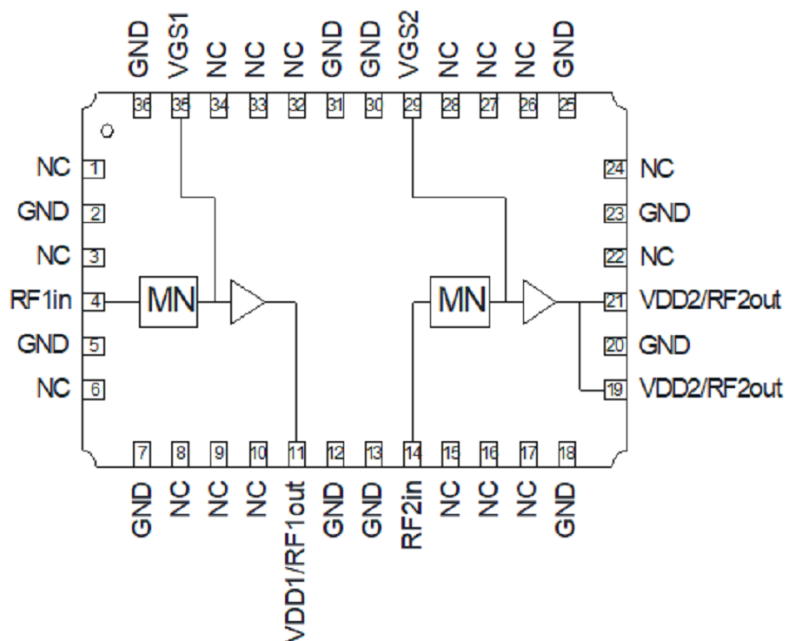 GND VGS1 NC NC NC GND GND VGS2 NC NC NC GND
36 35 34 33 32 31 30 29 28 27 26 25
NC 1 24 NC
GND 2 23 GND
NC 3 22 NC
RF1in 4 MN MN 21 VDD2/RF2out
GND 5 20 GND
NC 6 19 VDD2/RF2out
7 8 9 10 11 12 13 14 15 16 17 18
GND NC NC NC VDD1/RF1out GND GND RF2in NC NC NC GND